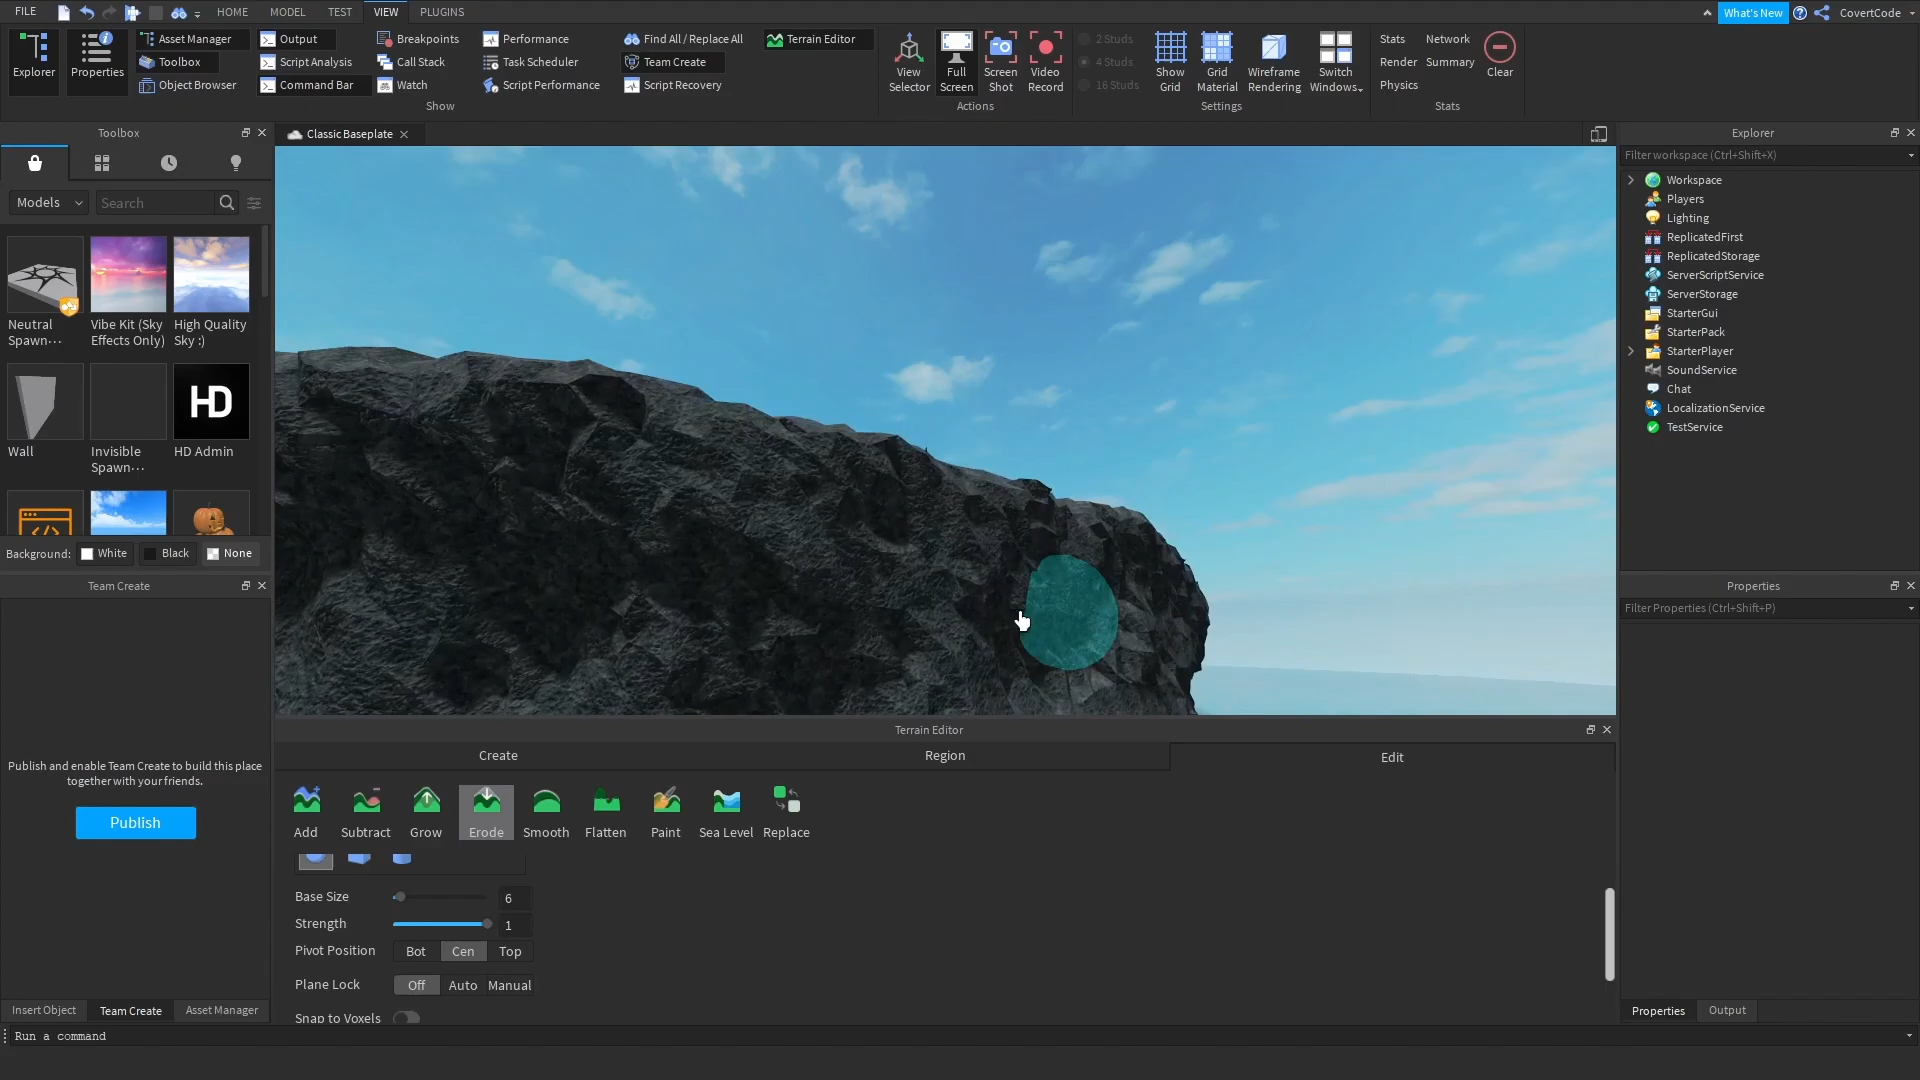 FILE
HOME
MODEL
TEST
VIEW
PLUGINS
What's New
CovertCode
Explorer
Properties
Asset Manager
Toolbox
Object Browser
Output
Script Analysis
Command Bar
Breakpoints
Call Stack
Watch
Performance
Task Scheduler
Script Performance
Find All / Replace All
Team Create
Script Recovery
Terrain Editor
Show
View
Selector
Full
Screen
Screen
Shot
Video
Record
Actions
2 Studs
4 Studs
16 Studs
Show
Grid
Grid
Material
Wireframe
Rendering
Switch
Windows
Settings
Stats
Network
Render
Summary
Physics
Clear
Stats
Toolbox
Models
Search
Neutral
Spawn...
Vibe Kit (Sky
Effects Only)
High Quality
Sky :)
Wall
Invisible
Spawn...
HD
HD Admin
Background:
White
Black
None
Team Create
Publish and enable Team Create to build this place
together with your friends.
Publish
Insert Object
Team Create
Asset Manager
Run a command
Classic Baseplate
Terrain Editor
Create
Region
Edit
Add
Subtract
Grow
Erode
Smooth
Flatten
Paint
Sea Level
Replace
Base Size
6
Strength
1
Pivot Position
Bot
Cen
Top
Plane Lock
Off
Auto
Manual
Snap to Voxels
Explorer
Filter workspace (Ctrl+Shift+X)
Workspace
Players
Lighting
ReplicatedFirst
ReplicatedStorage
ServerScriptService
ServerStorage
StarterGui
StarterPack
StarterPlayer
SoundService
Chat
LocalizationService
TestService
Properties
Filter Properties (Ctrl+Shift+P)
Properties
Output